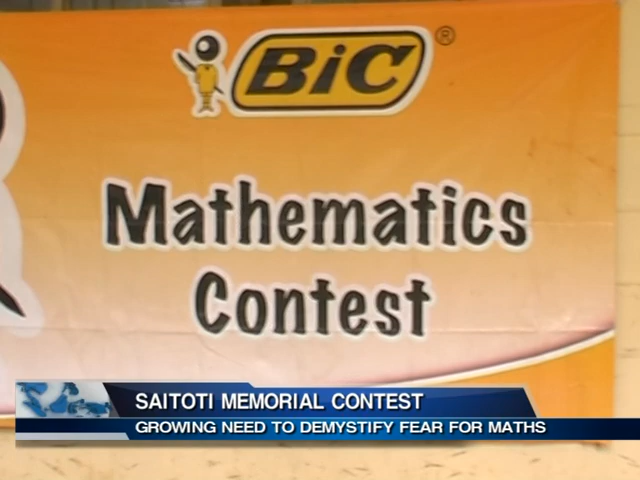 BiC®
Mathematics
Contest
SAITOTI MEMORIAL CONTEST
GROWING NEED TO DEMYSTIFY FEAR FOR MATHS